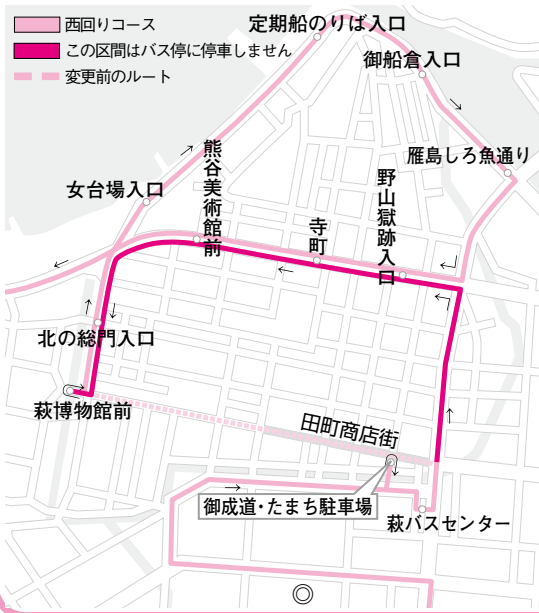 西回りコース
この区間はバス停に停車しません
変更前のルート
定期船のりば入口
御船倉入口
雁島しろ魚通り
熊谷美術館前
野山獄跡入口
寺町
女台場入口
北の総門入口
萩博物館前
田町商店街
御成道・たまち駐車場
萩バスセンター